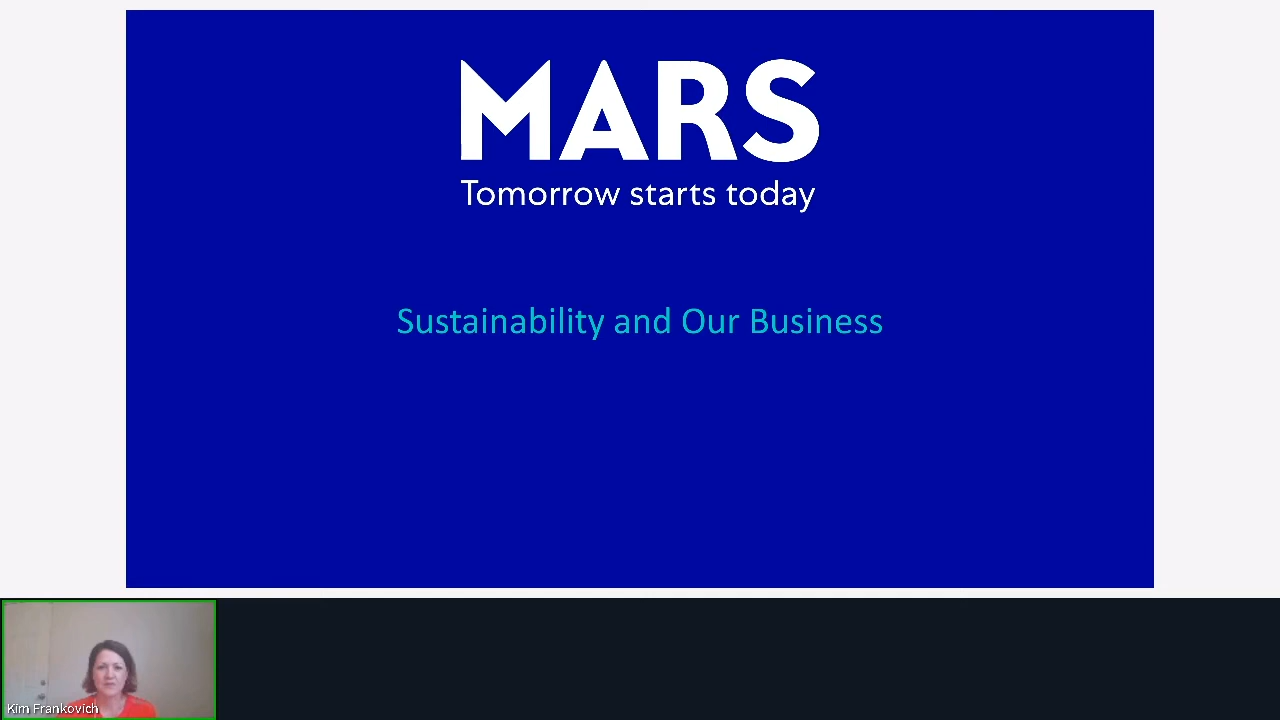 MARS
Tomorrow starts today
Sustainability and Our Business
Kim Frankovich